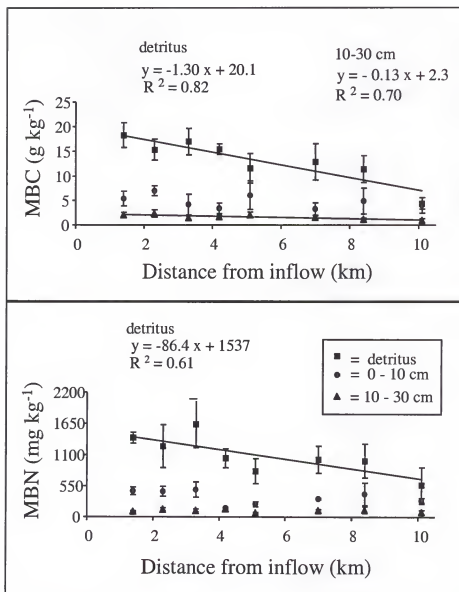 detritus
y = -1.30 x + 20.1
R² = 0.82
10-30 cm
y = - 0.13 x + 2.3
R² = 0.70
MBC (g kg⁻¹)
25
20
15
10
5
0
0 2 4 6 8 10
Distance from inflow (km)
detritus
y = -86.4 x + 1537
R² = 0.61
= detritus
= 0 - 10 cm
= 10 - 30 cm
MBN (mg kg⁻¹)
2200
1650
1100
550
0
0 2 4 6 8 10
Distance from inflow (km)